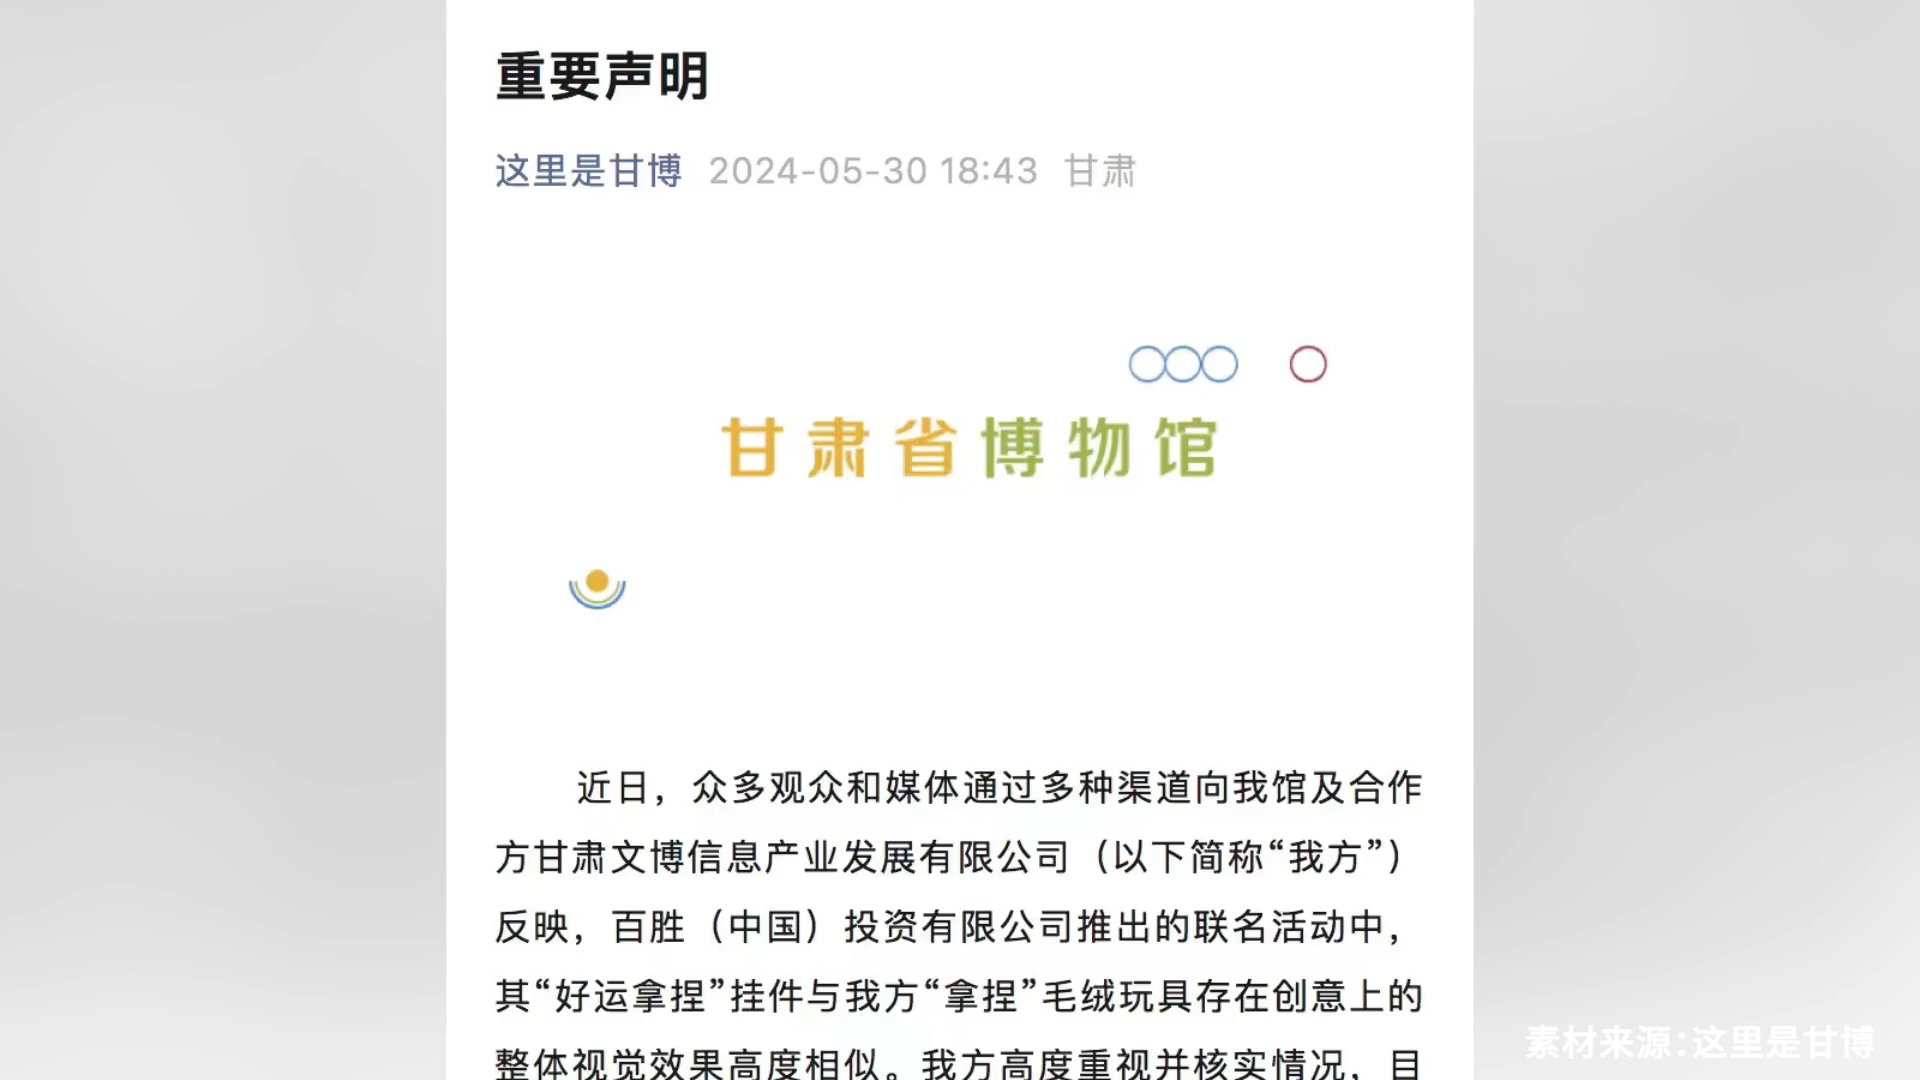 重要声明
这里是甘博 2024-05-30 18:43 甘肃
甘肃省博物馆
近日，众多观众和媒体通过多种渠道向我馆及合作
方甘肃文博信息产业发展有限公司（以下简称“我方”）
反映，百胜（中国）投资有限公司推出的联名活动中，
其“好运拿捏”挂件与我方“拿捏”毛绒玩具存在创意上的
整体视觉效果高度相似。我方高度重视并核实情况，目
素材来源:这里是甘博